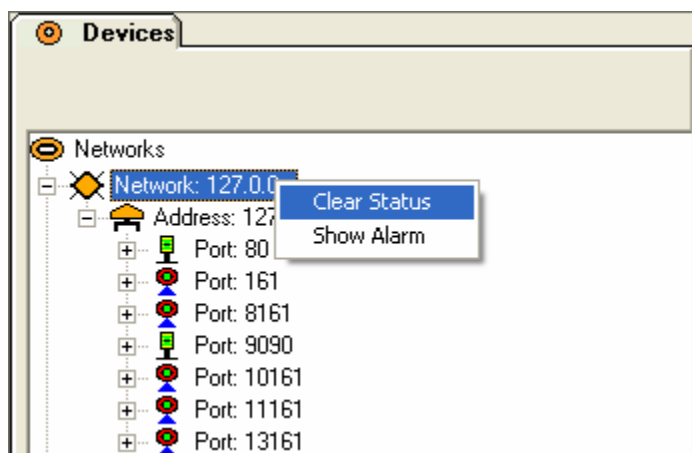 Devices
Networks
Network: 127.0.0
Clear Status
Address: 127
Show Alarm
Port: 80
Port: 161
Port: 8161
Port: 9090
Port: 10161
Port: 11161
Port: 13161